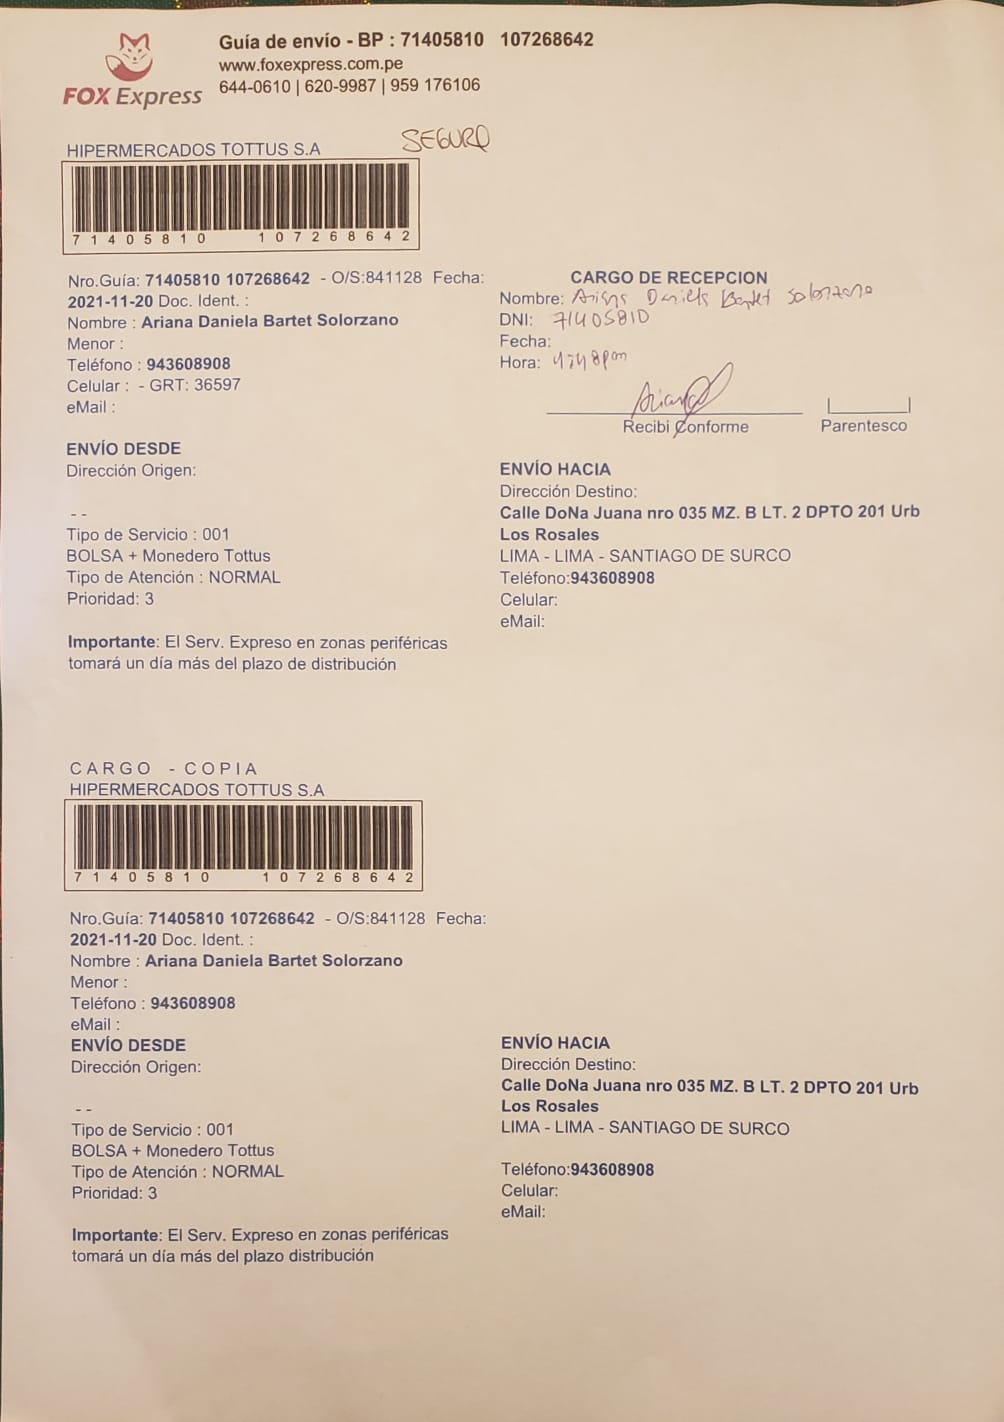 Guía de envío - BP : 71405810 107268642
www.foxexpress.com.pe
644-0610 | 620-9987 | 959 176106
FOX Express
HIPERMERCADOS TOTTUS S.A
SEGURO
71405810 107268642
Nro.Guía: 71405810 107268642 - O/S:841128 Fecha:
2021-11-20 Doc. Ident. :
Nombre : Ariana Daniela Bartet Solorzano
Menor :
Teléfono : 943608908
Celular : - GRT: 36597
eMail :
CARGO DE RECEPCION
Nombre: Ariana Daniela Bartet Solorzano
DNI: 71405810
Fecha:
Hora: 4:48pm
Ariana
Recibi Conforme
Parentesco
ENVÍO DESDE
Dirección Origen:
- -
Tipo de Servicio : 001
BOLSA + Monedero Tottus
Tipo de Atención : NORMAL
Prioridad: 3
ENVÍO HACIA
Dirección Destino:
Calle DoNa Juana nro 035 MZ. B LT. 2 DPTO 201 Urb
Los Rosales
LIMA - LIMA - SANTIAGO DE SURCO
Teléfono:943608908
Celular:
eMail:
Importante: El Serv. Expreso en zonas periféricas
tomará un día más del plazo de distribución
CARGO - COPIA
HIPERMERCADOS TOTTUS S.A
71405810 107268642
Nro.Guía: 71405810 107268642 - O/S:841128 Fecha:
2021-11-20 Doc. Ident. :
Nombre : Ariana Daniela Bartet Solorzano
Menor :
Teléfono : 943608908
eMail :
ENVÍO DESDE
Dirección Origen:
- -
Tipo de Servicio : 001
BOLSA + Monedero Tottus
Tipo de Atención : NORMAL
Prioridad: 3
ENVÍO HACIA
Dirección Destino:
Calle DoNa Juana nro 035 MZ. B LT. 2 DPTO 201 Urb
Los Rosales
LIMA - LIMA - SANTIAGO DE SURCO
Teléfono:943608908
Celular:
eMail:
Importante: El Serv. Expreso en zonas periféricas
tomará un día más del plazo distribución